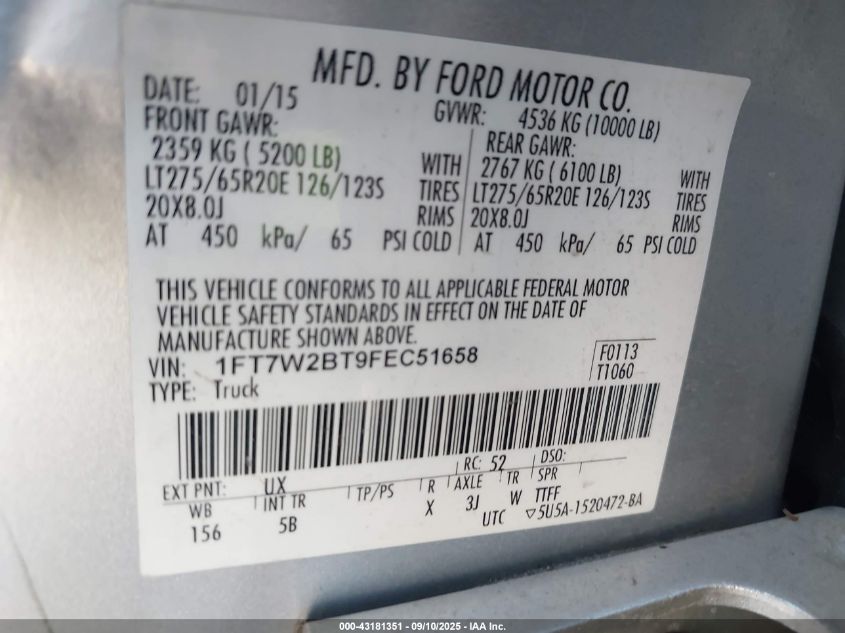 MFD. BY FORD MOTOR CO.
DATE: 01/15
GVWR: 4536 KG (10000 LB)
FRONT GAWR:
2359 KG ( 5200 LB) WITH
LT275/65R20E 126/123S TIRES
20X8.0J RIMS
AT 450 kPa/ 65 PSI COLD
REAR GAWR:
2767 KG ( 6100 LB) WITH
LT275/65R20E 126/123S TIRES
20X8.0J RIMS
AT 450 kPa/ 65 PSI COLD
THIS VEHICLE CONFORMS TO ALL APPLICABLE FEDERAL MOTOR
VEHICLE SAFETY STANDARDS IN EFFECT ON THE DATE OF
MANUFACTURE SHOWN ABOVE.
VIN: 1FT7W2BT9FEC51658
TYPE: Truck
F0113
T1060
EXT PNT: UX RC: 52 DSO:
WB INT TR TP/PS R AXLE TR SPR
156 5B X 3J W TTFF
UTC ▽5U5A-1520472-BA
000-43181351 - 09/10/2025 - IAA Inc.